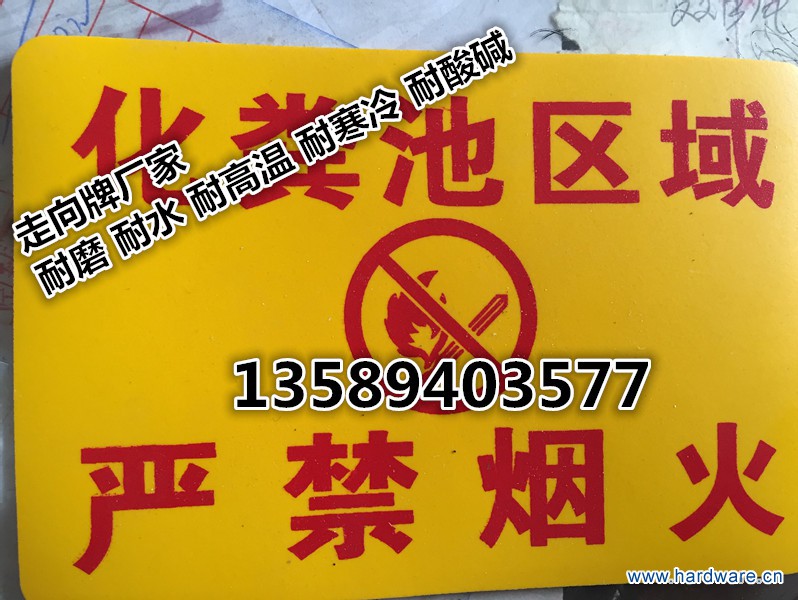 化粪池区域
走向牌厂家
耐磨 耐水 耐高温 耐寒冷 耐酸碱
13589403577
严禁烟火
www.hardware.cn